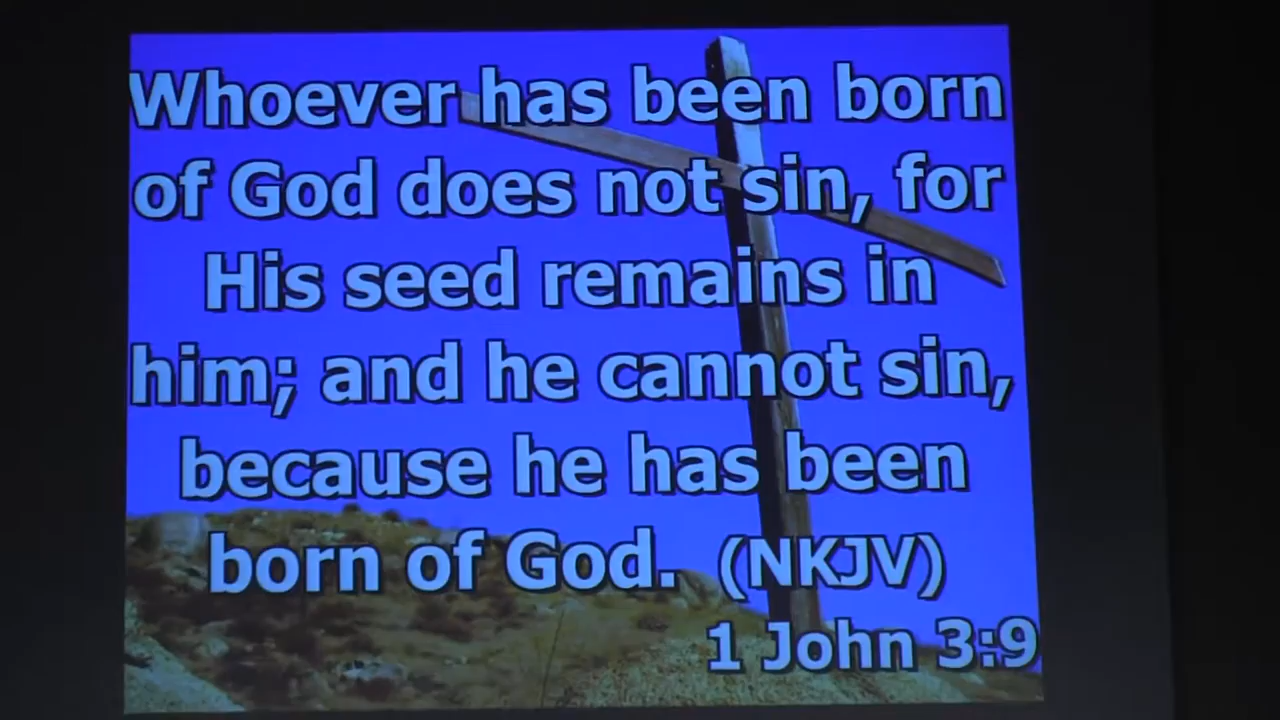 Whoever has been born
of God does not sin, for
His seed remains in
him; and he cannot sin,
because he has been
born of God. (NKJV)
1 John 3:9